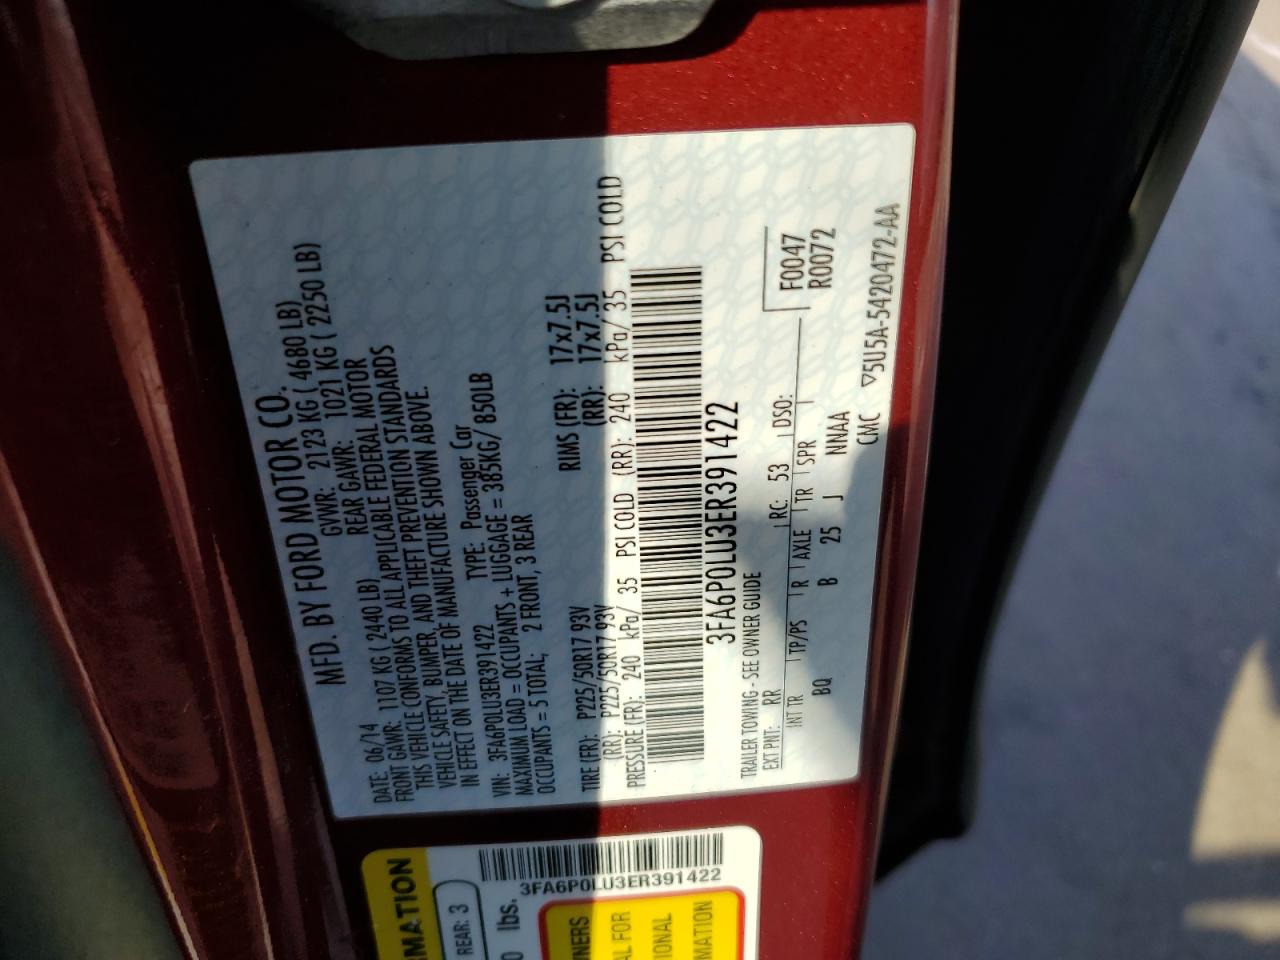 MFD. BY FORD MOTOR CO.
DATE: 06/14 GVWR: 2123 KG ( 4680 LB)
FRONT GAWR: 1107 KG ( 2440 LB) REAR GAWR: 1021 KG ( 2250 LB)
THIS VEHICLE CONFORMS TO ALL APPLICABLE FEDERAL MOTOR
VEHICLE SAFETY, BUMPER, AND THEFT PREVENTION STANDARDS
IN EFFECT ON THE DATE OF MANUFACTURE SHOWN ABOVE.
VIN: 3FA6P0LU3ER391422 TYPE: Passenger Car
MAXIMUM LOAD = OCCUPANTS + LUGGAGE = 385KG/ 850LB
OCCUPANTS = 5 TOTAL; 2 FRONT, 3 REAR
TIRE (FR): P225/50R17 93V RIMS (FR): 17x7.5J
(RR): P225/50R17 93V (RR): 17x7.5J
PRESSURE (FR): 240 kPa/ 35 PSI COLD (RR): 240 kPa/ 35 PSI COLD
3FA6P0LU3ER391422
TRAILER TOWING - SEE OWNER GUIDE F0047
EXT PNT: RR RC: 53 DSO: R0072
INT TR TP/PS R AXLE TR SPR
BQ B 25 J NNAA
CMC ▽5U5A-5420472-AA
3FA6P0LU3ER391422
RMATION
REAR: 3
0 lbs.
NERS
AL FOR
IONAL
MATION